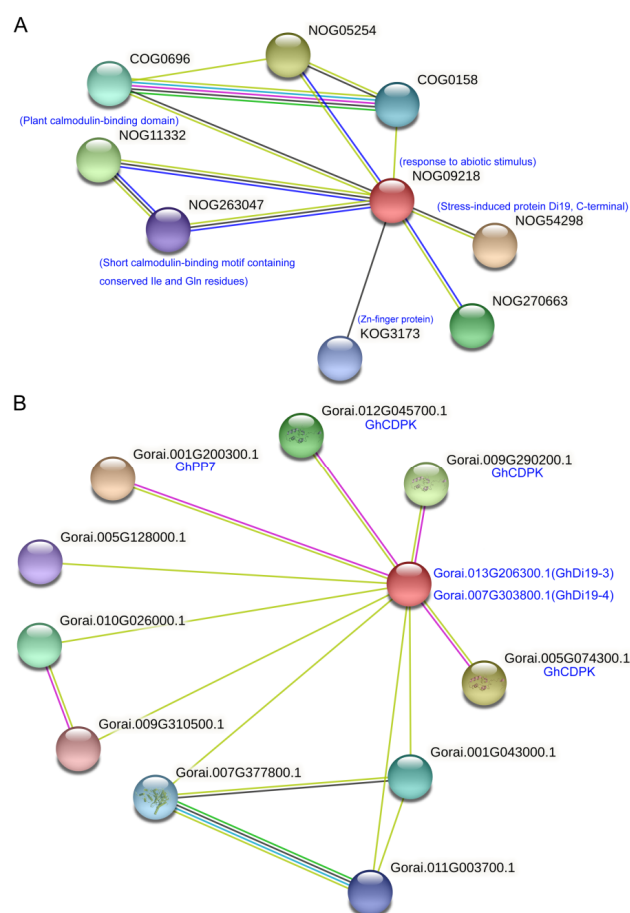 A
NOG05254
COG0696
COG0158
(Plant calmodulin-binding domain)
NOG11332
(response to abiotic stimulus)
NOG09218
NOG263047
(Stress-induced protein Di19, C-terminal)
NOG54298
(Short calmodulin-binding motif containing
conserved Ile and Gln residues)
NOG270663
(Zn-finger protein)
KOG3173
B
Gorai.012G045700.1
GhCDPK
Gorai.001G200300.1
GhPP7
Gorai.009G290200.1
GhCDPK
Gorai.005G128000.1
Gorai.013G206300.1(GhDi19-3)
Gorai.007G303800.1(GhDi19-4)
Gorai.010G026000.1
Gorai.005G074300.1
GhCDPK
Gorai.009G310500.1
Gorai.001G043000.1
Gorai.007G377800.1
Gorai.011G003700.1